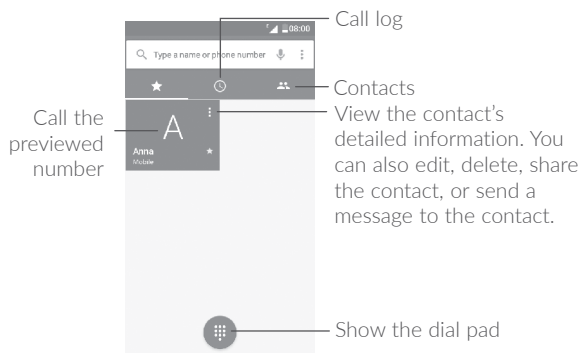 Call log
E 08:00
Type a name or phone number
Contacts
Call the
previewed
number
A
Anna
Mobile
View the contact's
detailed information. You
can also edit, delete, share
the contact, or send a
message to the contact.
Show the dial pad